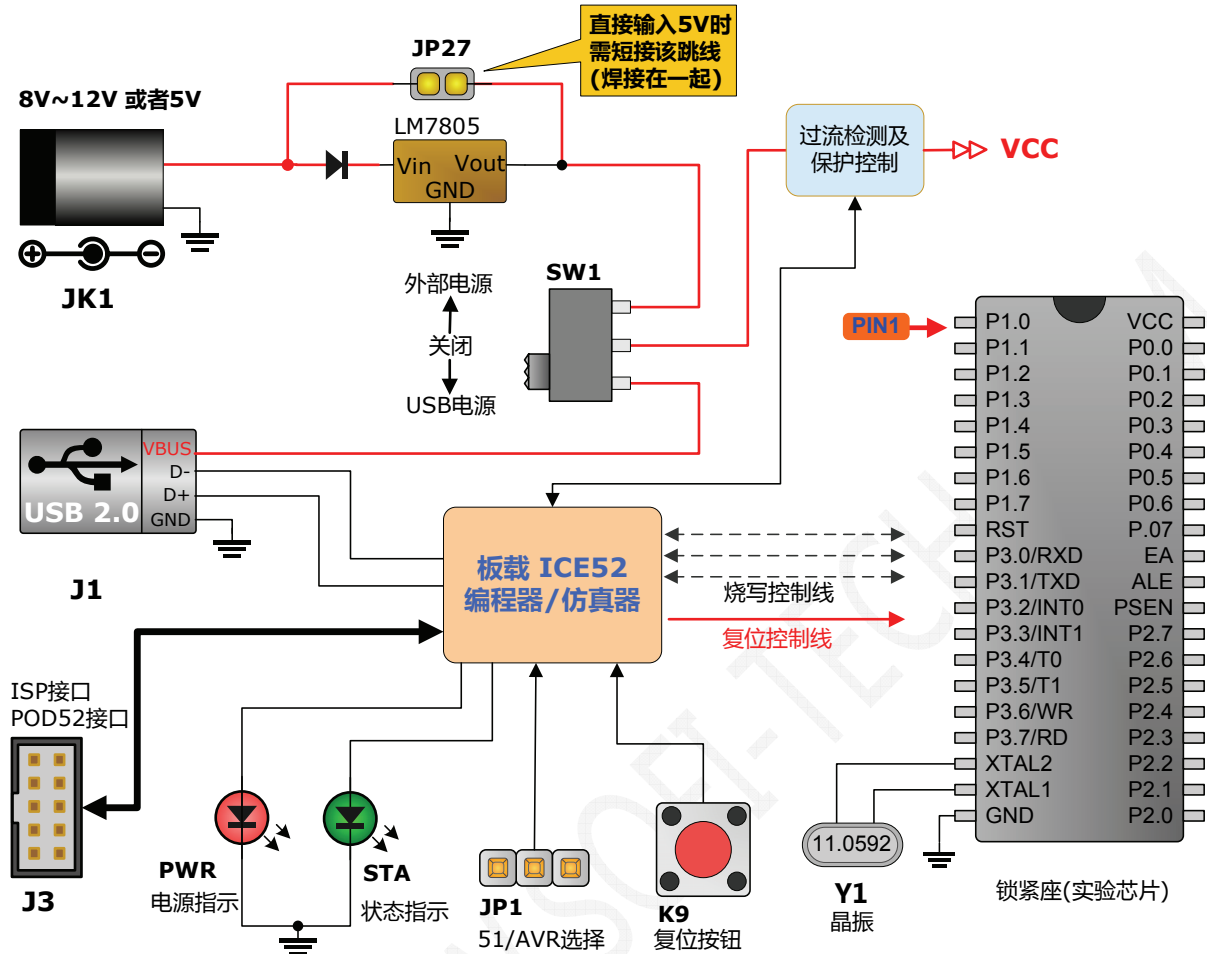 直接输入5V时
需短接该跳线
(焊接在一起)
JP27
8V~12V 或者5V
LM7805
Vin Vout
GND
过流检测及
保护控制
VCC
JK1
外部电源
关闭
USB电源
SW1
PIN1
P1.0 VCC
P1.1 P0.0
P1.2 P0.1
P1.3 P0.2
P1.4 P0.3
P1.5 P0.4
P1.6 P0.5
P1.7 P0.6
RST P.07
P3.0/RXD EA
P3.1/TXD ALE
P3.2/INT0 PSEN
P3.3/INT1 P2.7
P3.4/T0 P2.6
P3.5/T1 P2.5
P3.6/WR P2.4
P3.7/RD P2.3
XTAL2 P2.2
XTAL1 P2.1
GND P2.0
USB 2.0
VBUS
D-
D+
GND
J1
板载 ICE52
编程器/仿真器
烧写控制线
复位控制线
ISP接口
POD52接口
J3
PWR
电源指示
STA
状态指示
JP1
51/AVR选择
K9
复位按钮
11.0592
Y1
晶振
锁紧座(实验芯片)